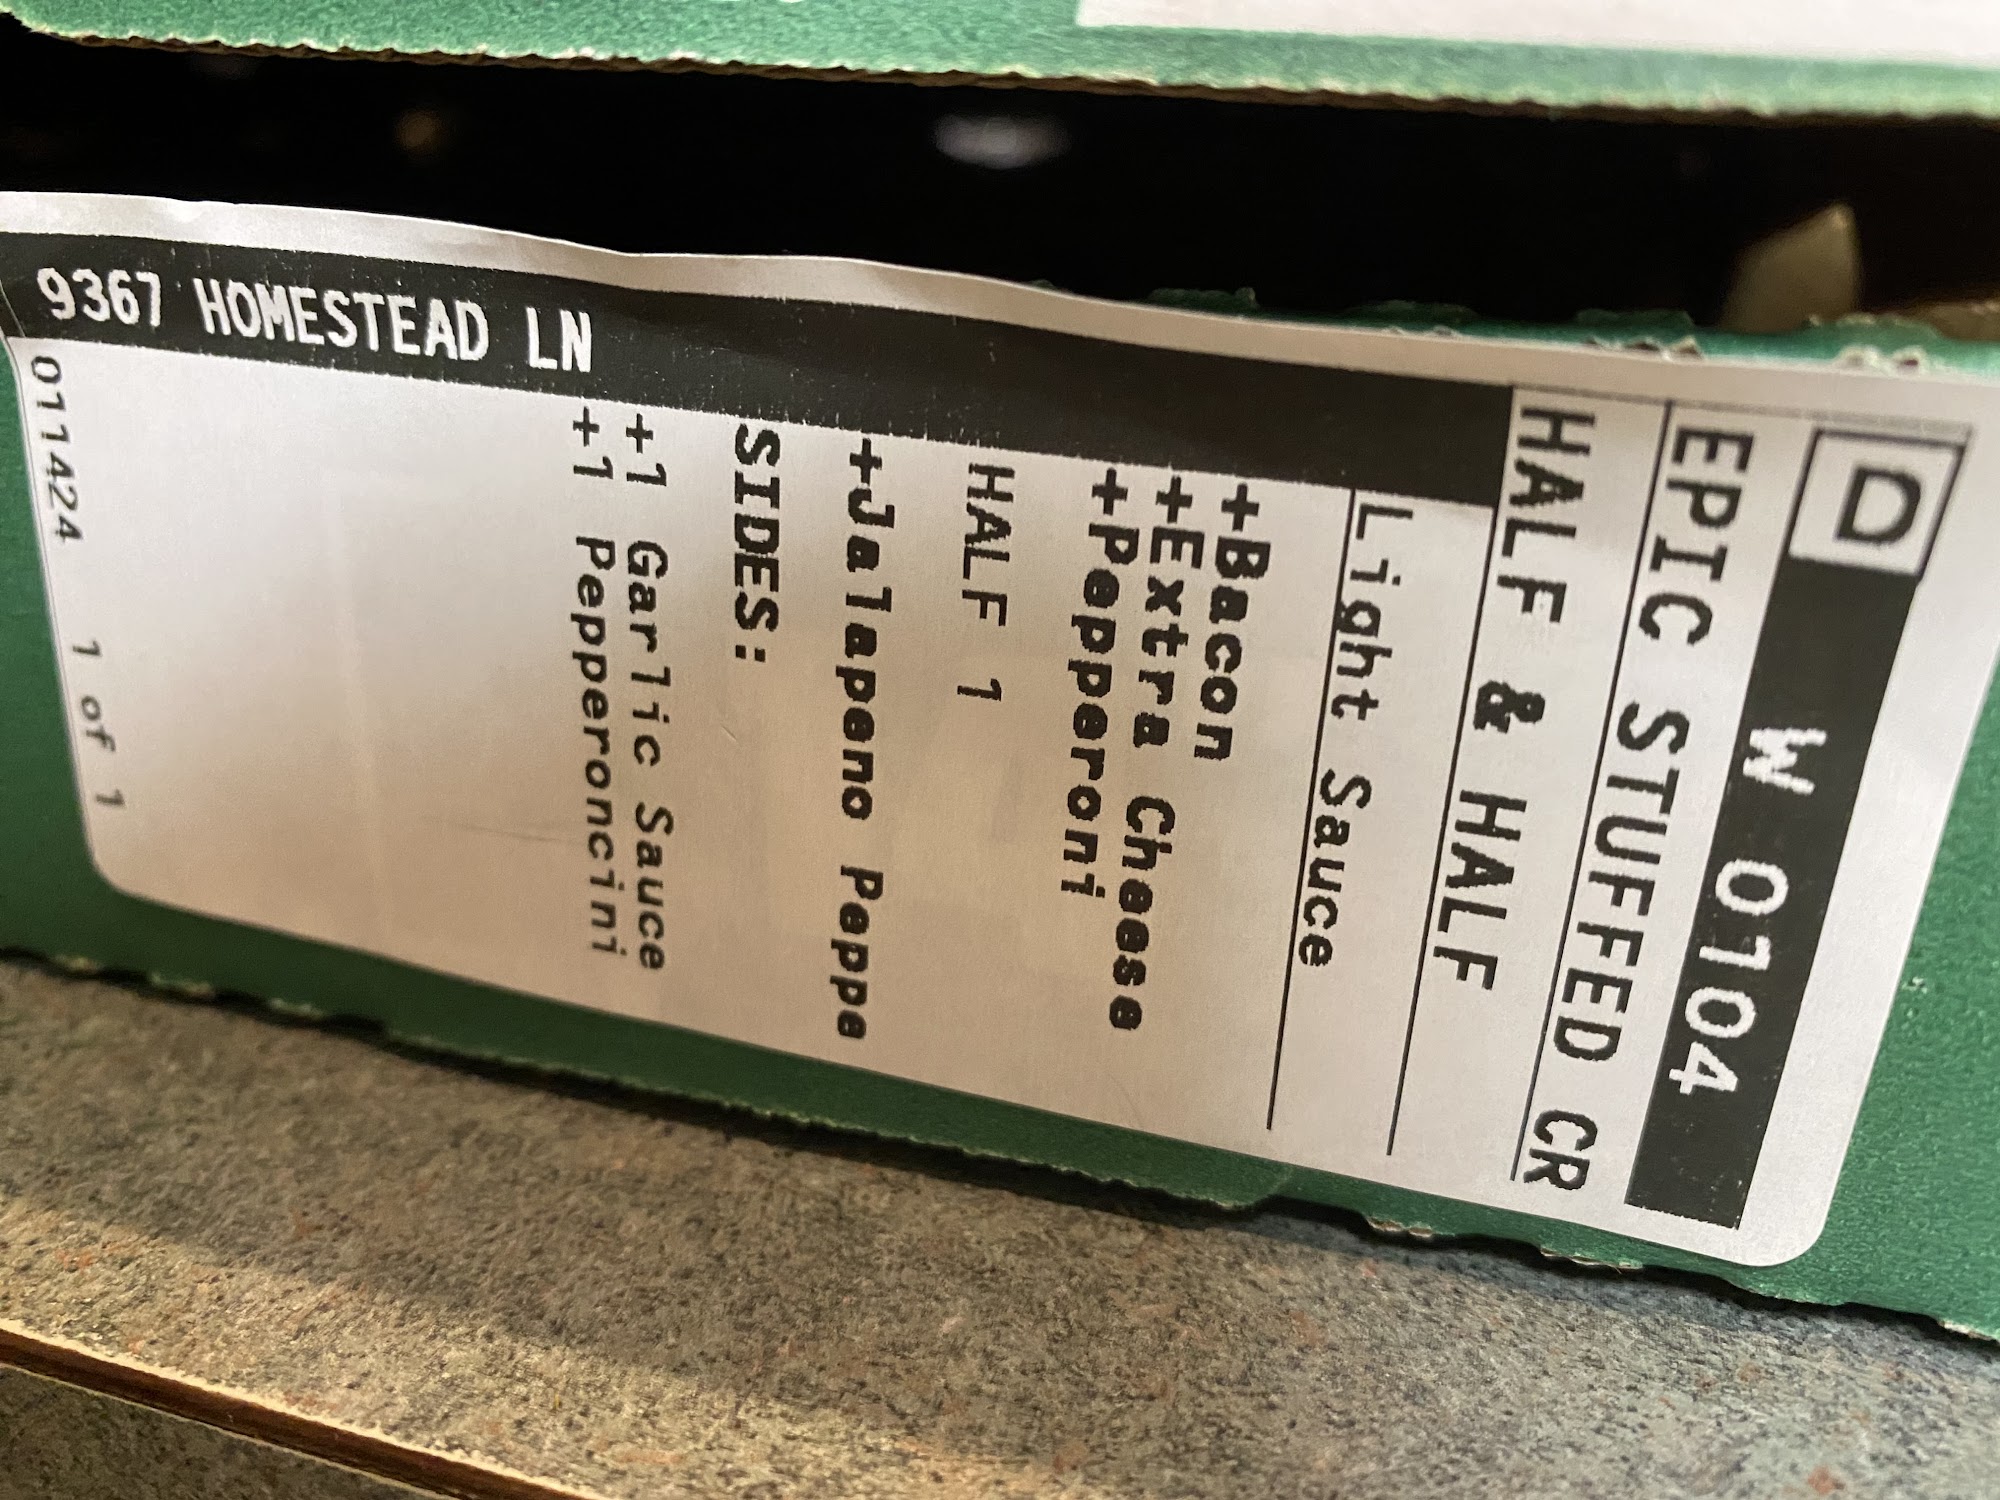 D W 0104
EPIC STUFFED CR
HALF & HALF
Light Sauce
+Bacon
+Extra Cheese
+Pepperoni
HALF 1
+Jalapeno Peppe
SIDES:
+1 Garlic Sauce
+1 Pepperoncini
9367 HOMESTEAD LN
011424 1 of 1